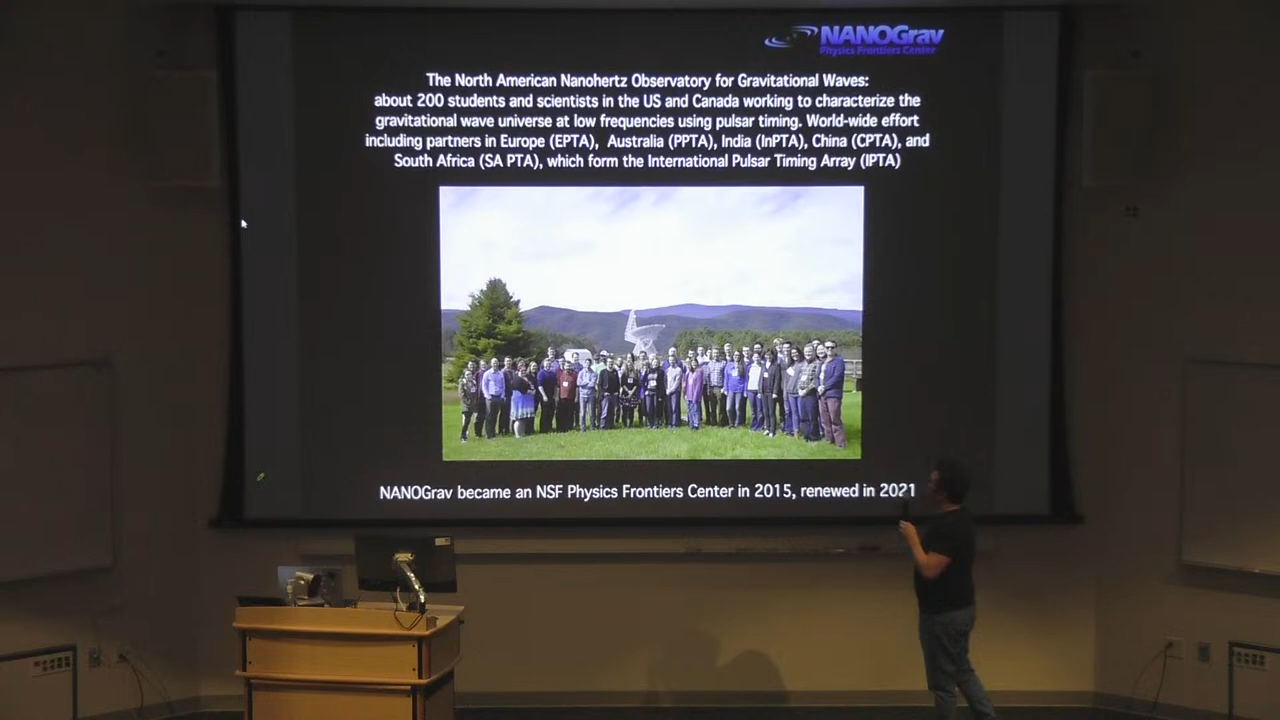 NANOGrav
Physics Frontiers Center
The North American Nanohertz Observatory for Gravitational Waves:
about 200 students and scientists in the US and Canada working to characterize the
gravitational wave universe at low frequencies using pulsar timing. World-wide effort
including partners in Europe (EPTA), Australia (PPTA), India (InPTA), China (CPTA), and
South Africa (SA PTA), which form the International Pulsar Timing Array (IPTA)
NANOGrav became an NSF Physics Frontiers Center in 2015, renewed in 2021